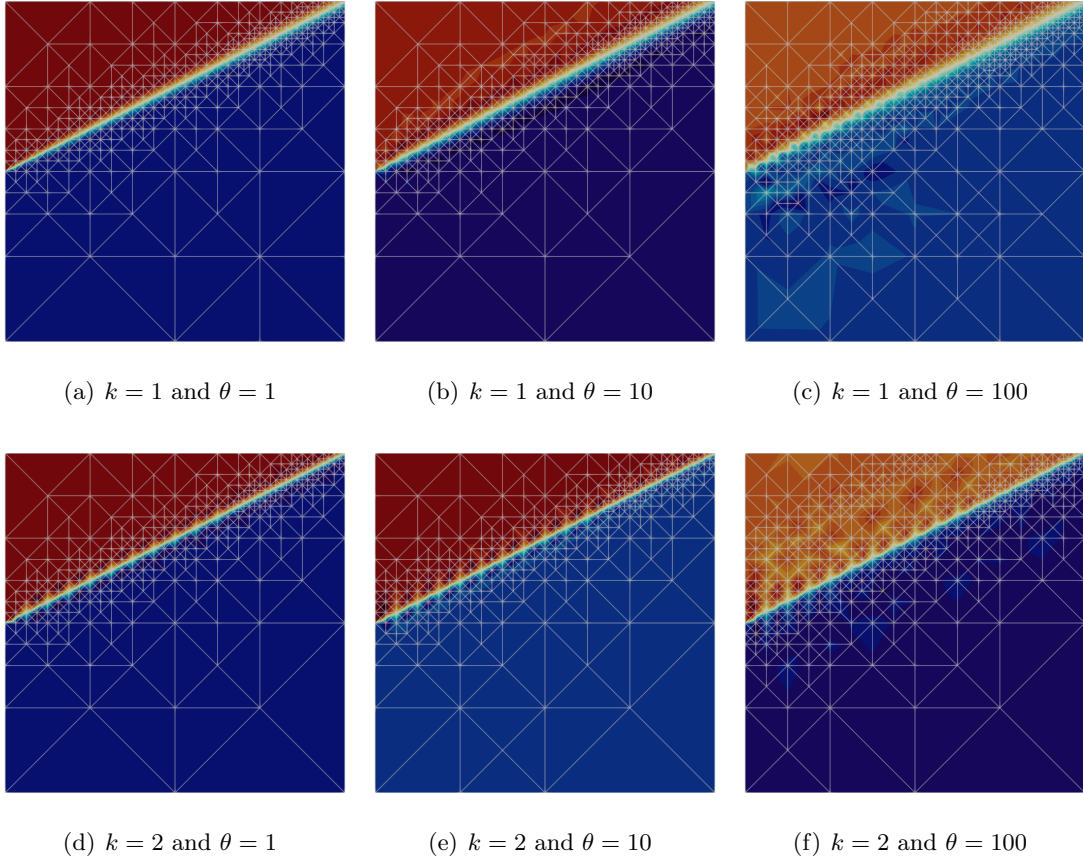 (a) k = 1 and θ = 1
(b) k = 1 and θ = 10
(c) k = 1 and θ = 100
(d) k = 2 and θ = 1
(e) k = 2 and θ = 10
(f) k = 2 and θ = 100